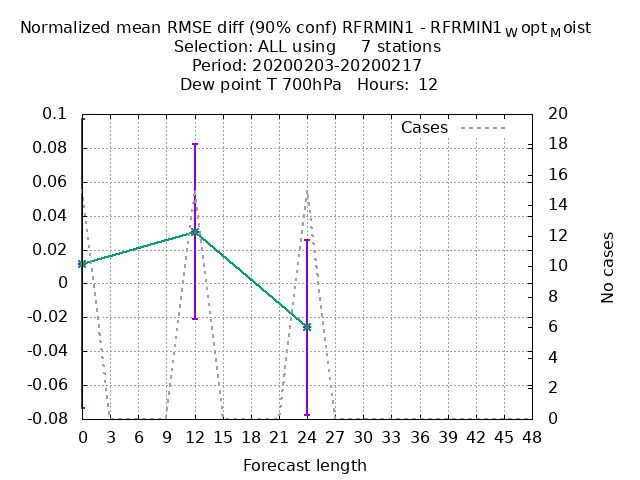 Normalized mean RMSE diff (90% conf) RFRMIN1 - RFRMIN1WoptMoist
Selection: ALL using 7 stations
Period: 20200203-20200217
Dew point T 700hPa Hours: 12
Cases
0.1
0.08
0.06
0.04
0.02
0
-0.02
-0.04
-0.06
-0.08
20
18
16
14
12
10
8
6
4
2
0
No cases
0 3 6 9 12 15 18 21 24 27 30 33 36 39 42 45 48
Forecast length